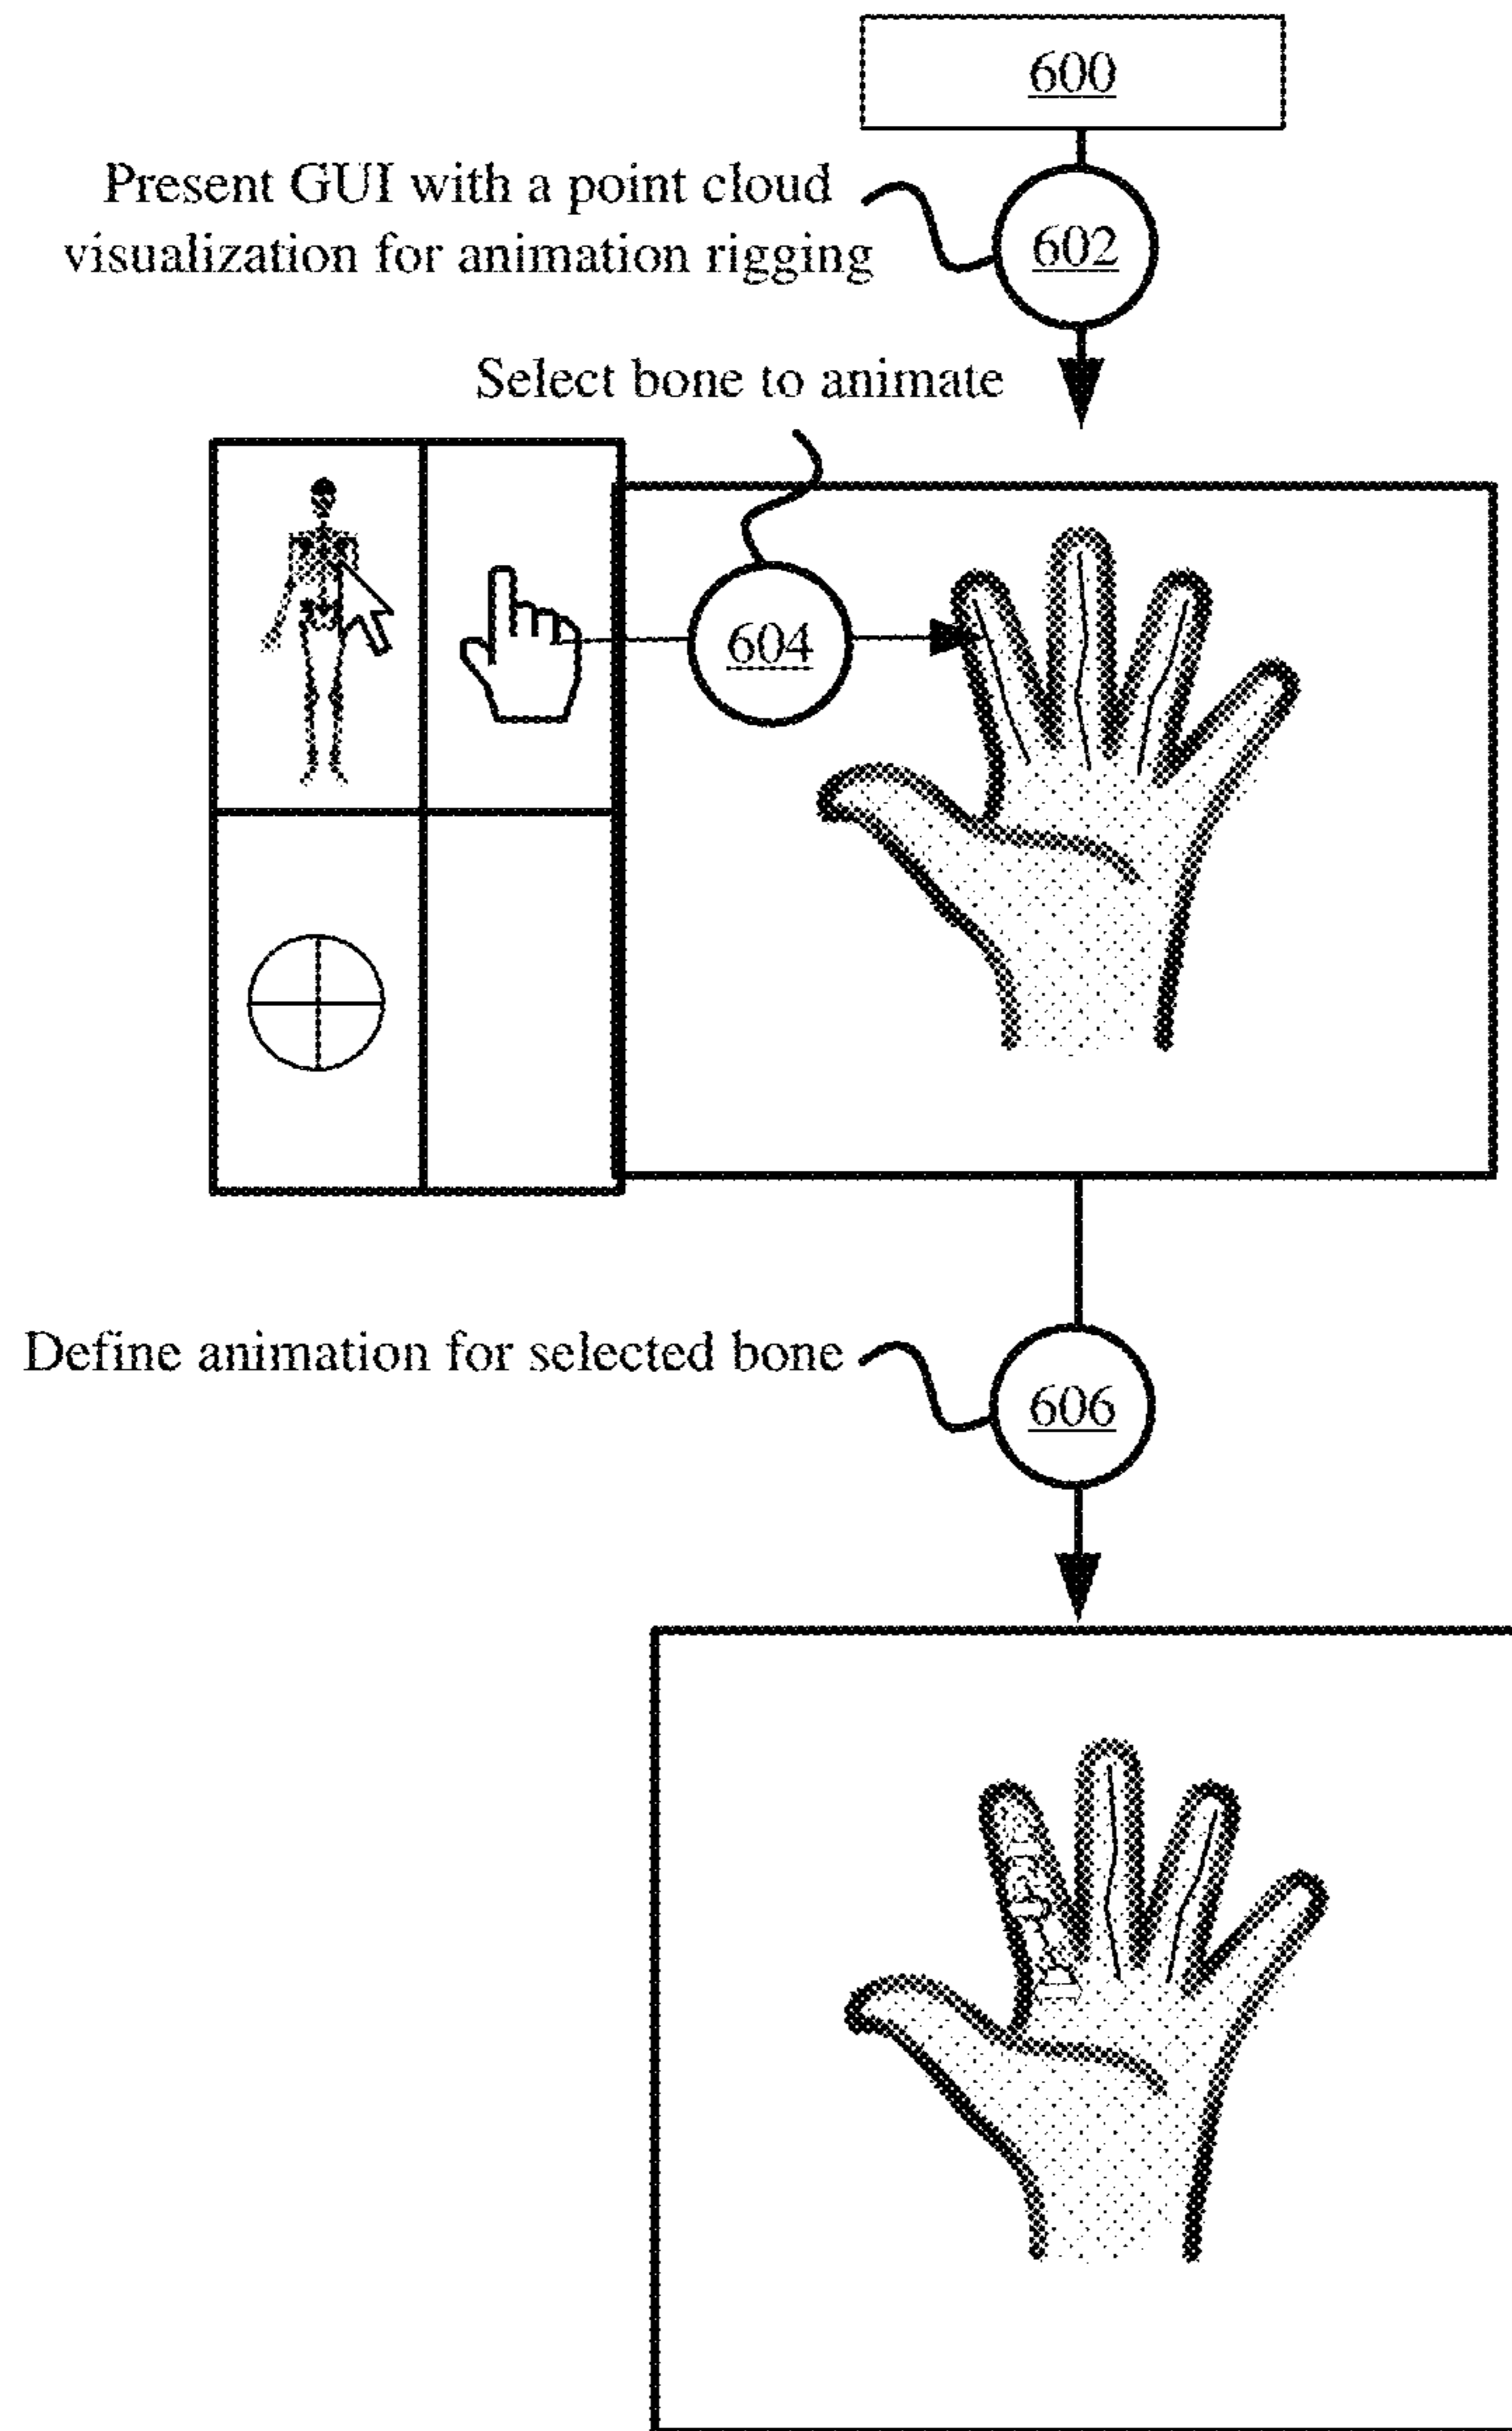 600
Present GUI with a point cloud
visualization for animation rigging
602
Select bone to animate
604
Define animation for selected bone
606